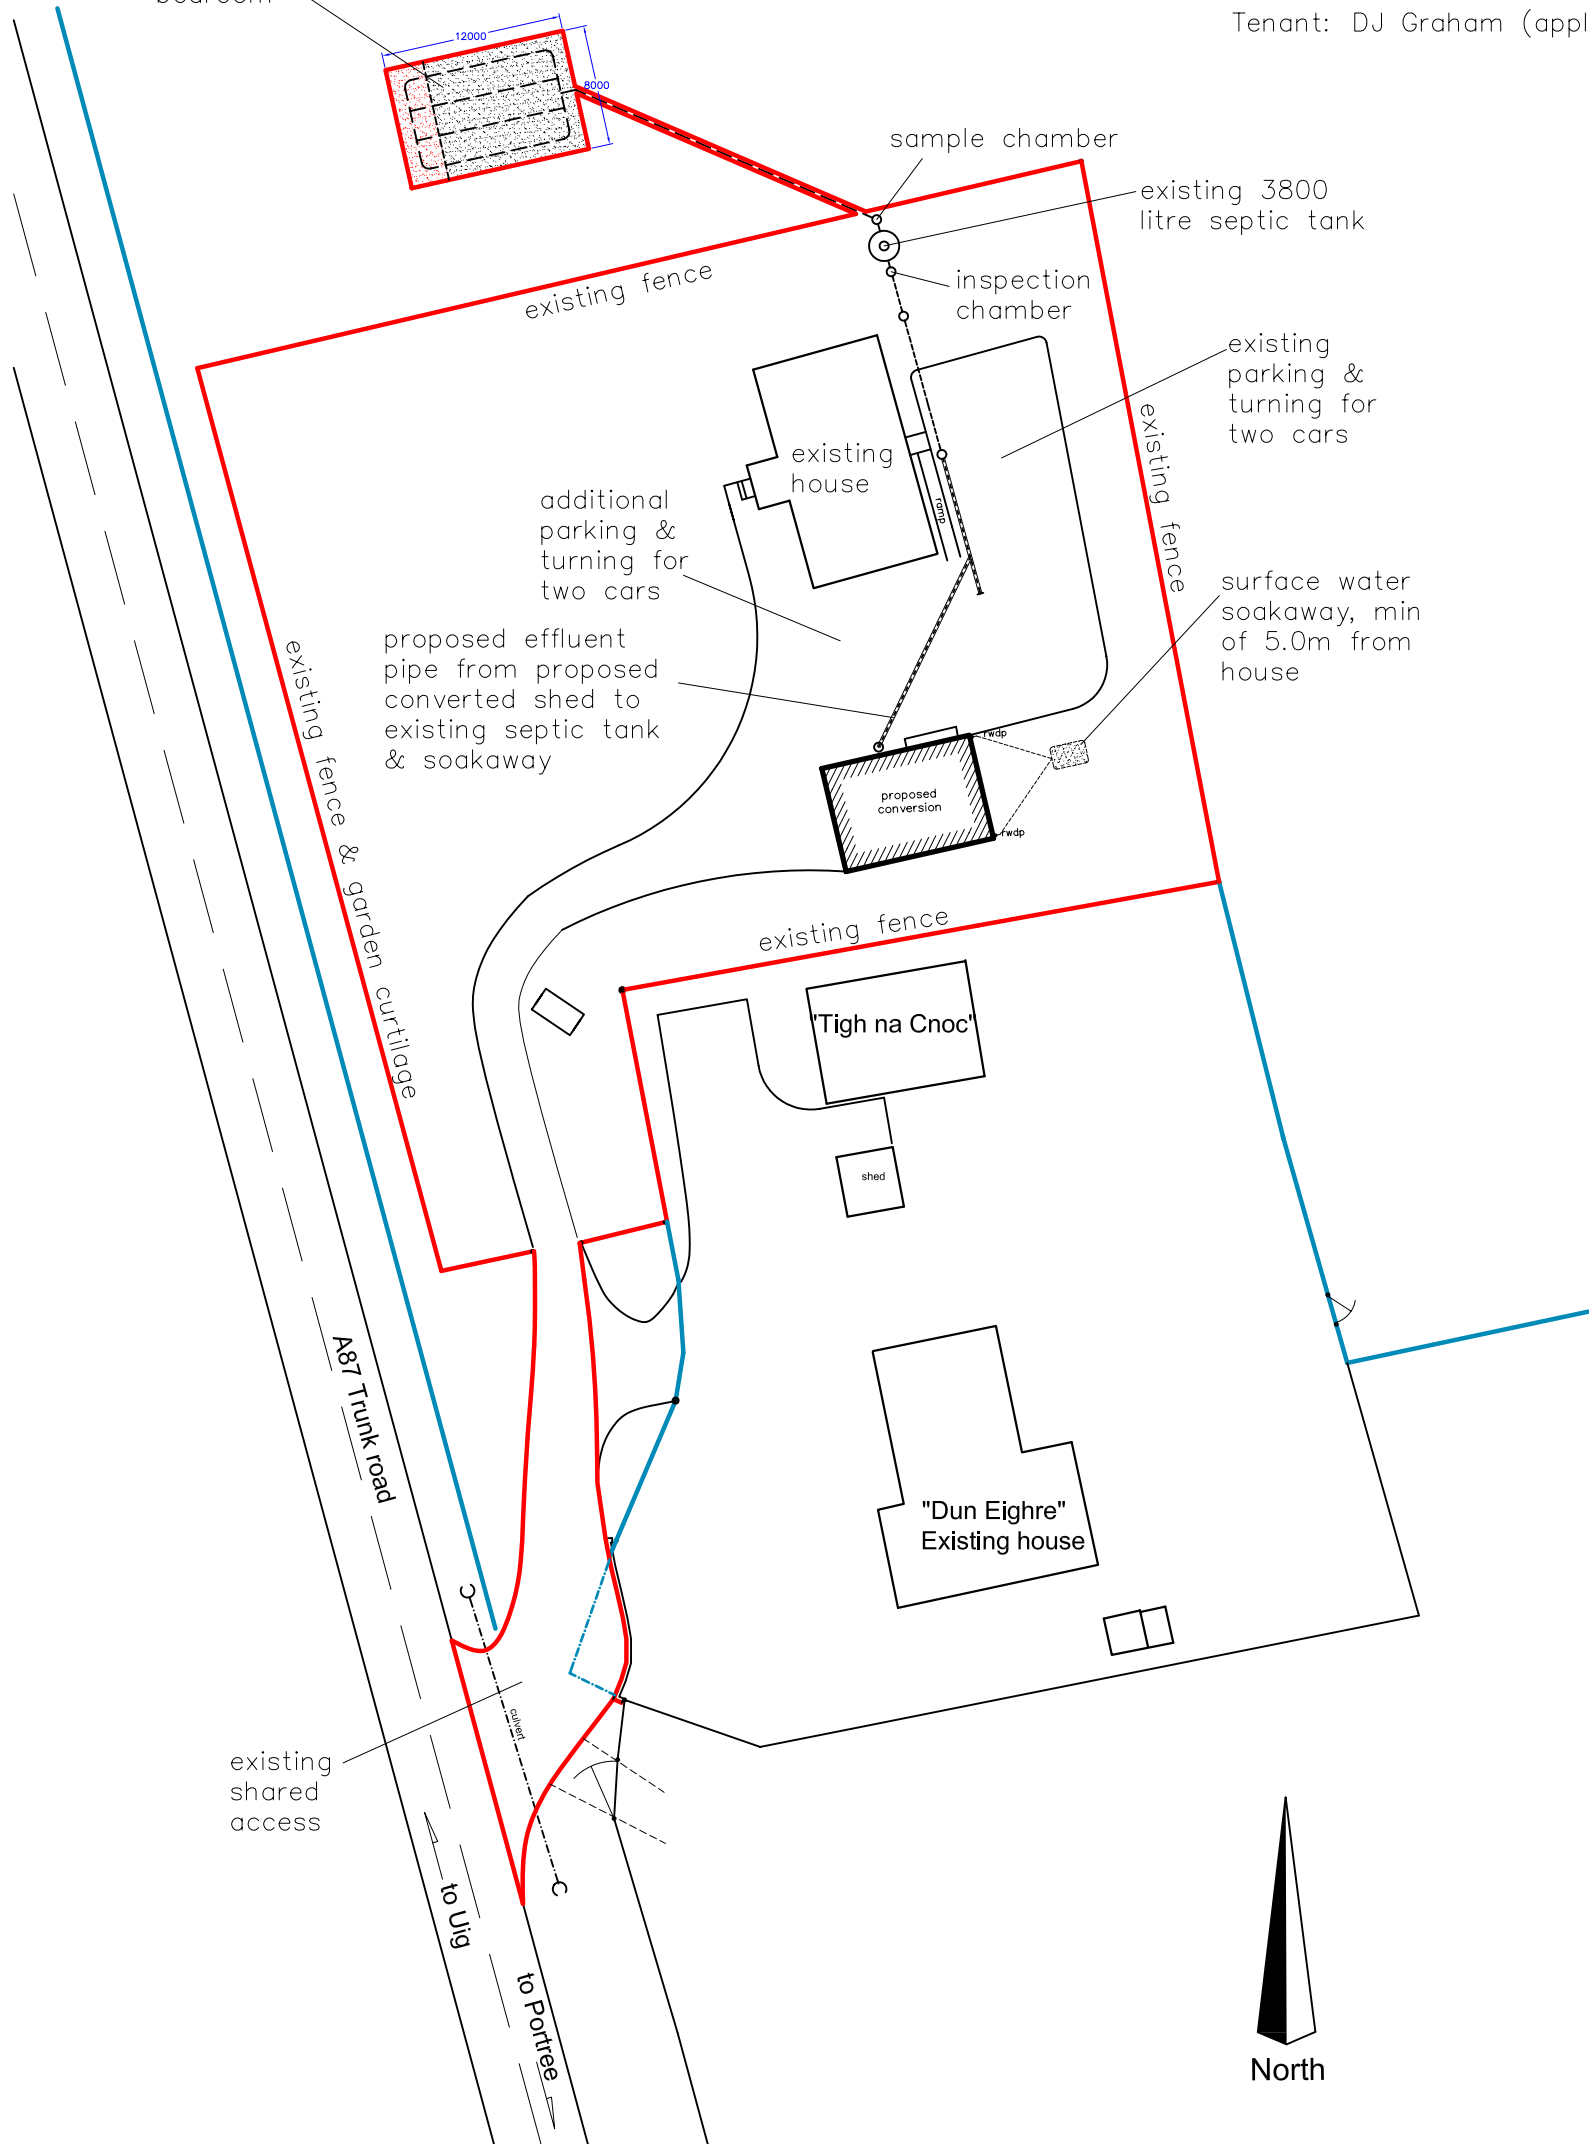 bedroom
Tenant: DJ Graham (appl
12000
8000
sample chamber
existing 3800
litre septic tank
existing fence
inspection
chamber
existing
parking &
turning for
two cars
existing fence
existing
house
ramp
additional
parking &
turning for
two cars
surface water
soakaway, min
of 5.0m from
house
proposed effluent
pipe from proposed
converted shed to
existing septic tank
& soakaway
existing fence & garden curtilage
rwdp
proposed
conversion
rwdp
existing fence
"Tigh na Cnoc"
shed
A87 Trunk road
"Dun Eighre"
Existing house
C
culvert
existing
shared
access
C
to Uig
to Portree
North